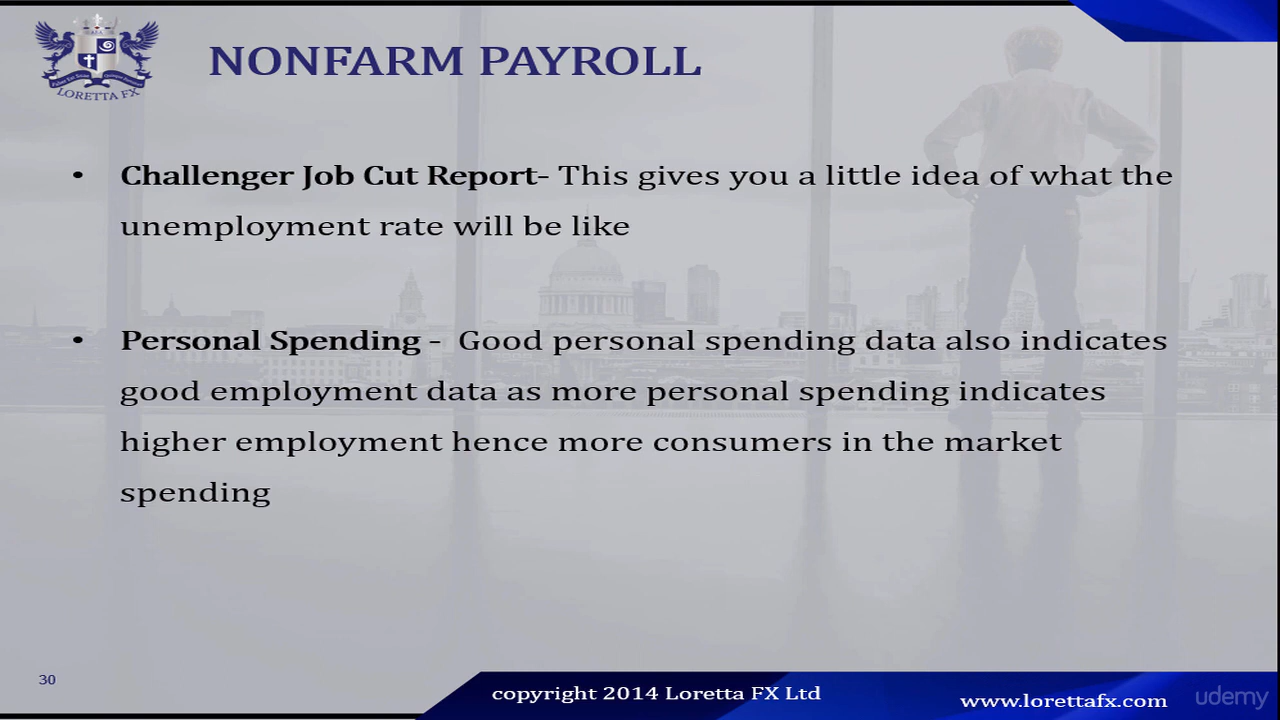 NONFARM PAYROLL
LORETTA FX
• Challenger Job Cut Report- This gives you a little idea of what the
unemployment rate will be like
• Personal Spending - Good personal spending data also indicates
good employment data as more personal spending indicates
higher employment hence more consumers in the market
spending
30
copyright 2014 Loretta FX Ltd
www.lorettafx.com
udemy